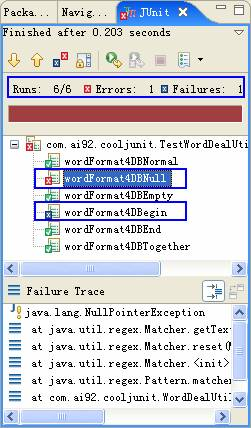 Packa... Navig... JUnit
Finished after 0.203 seconds
Runs: 6/6 Errors: 1 Failures: 1
com.ai92.cooljunit.TestWordDealUti
wordFormat4DBNormal
wordFormat4DBNull
wordFormat4DBEmpty
wordFormat4DBegin
wordFormat4DBEnd
wordFormat4DBTogether
Failure Trace
java.lang.NullPointerException
at java.util.regex.Matcher.getText
at java.util.regex.Matcher.reset(M
at java.util.regex.Matcher.<init>
at java.util.regex.Pattern.matcher
at com.ai92.cooljunit.WordDealUtil